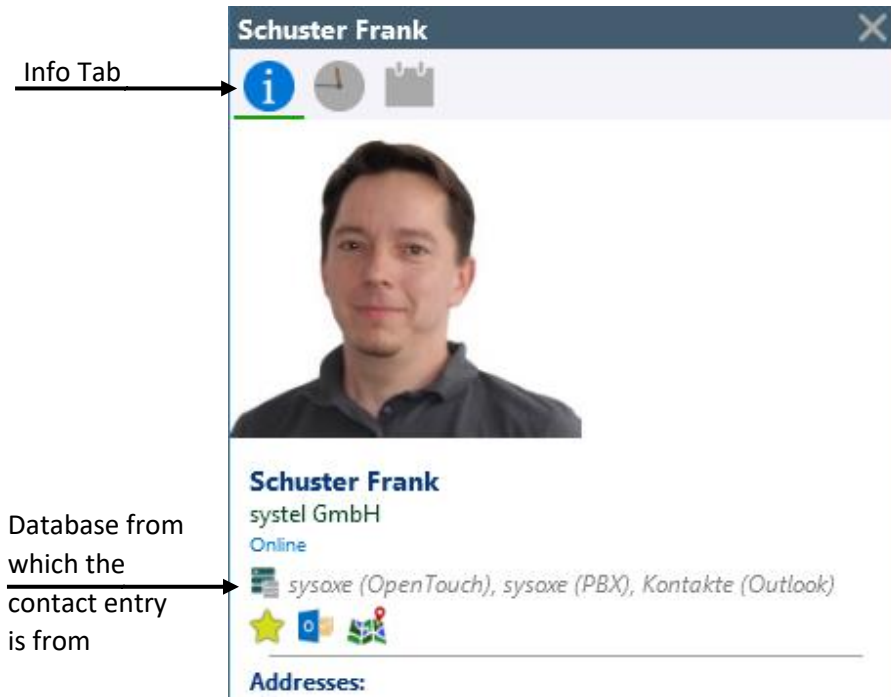 Schuster Frank
Info Tab
i
Schuster Frank
systel GmbH
Online
Database from
which the
contact entry
is from
sysoxe (OpenTouch), sysoxe (PBX), Kontakte (Outlook)
o
Addresses: